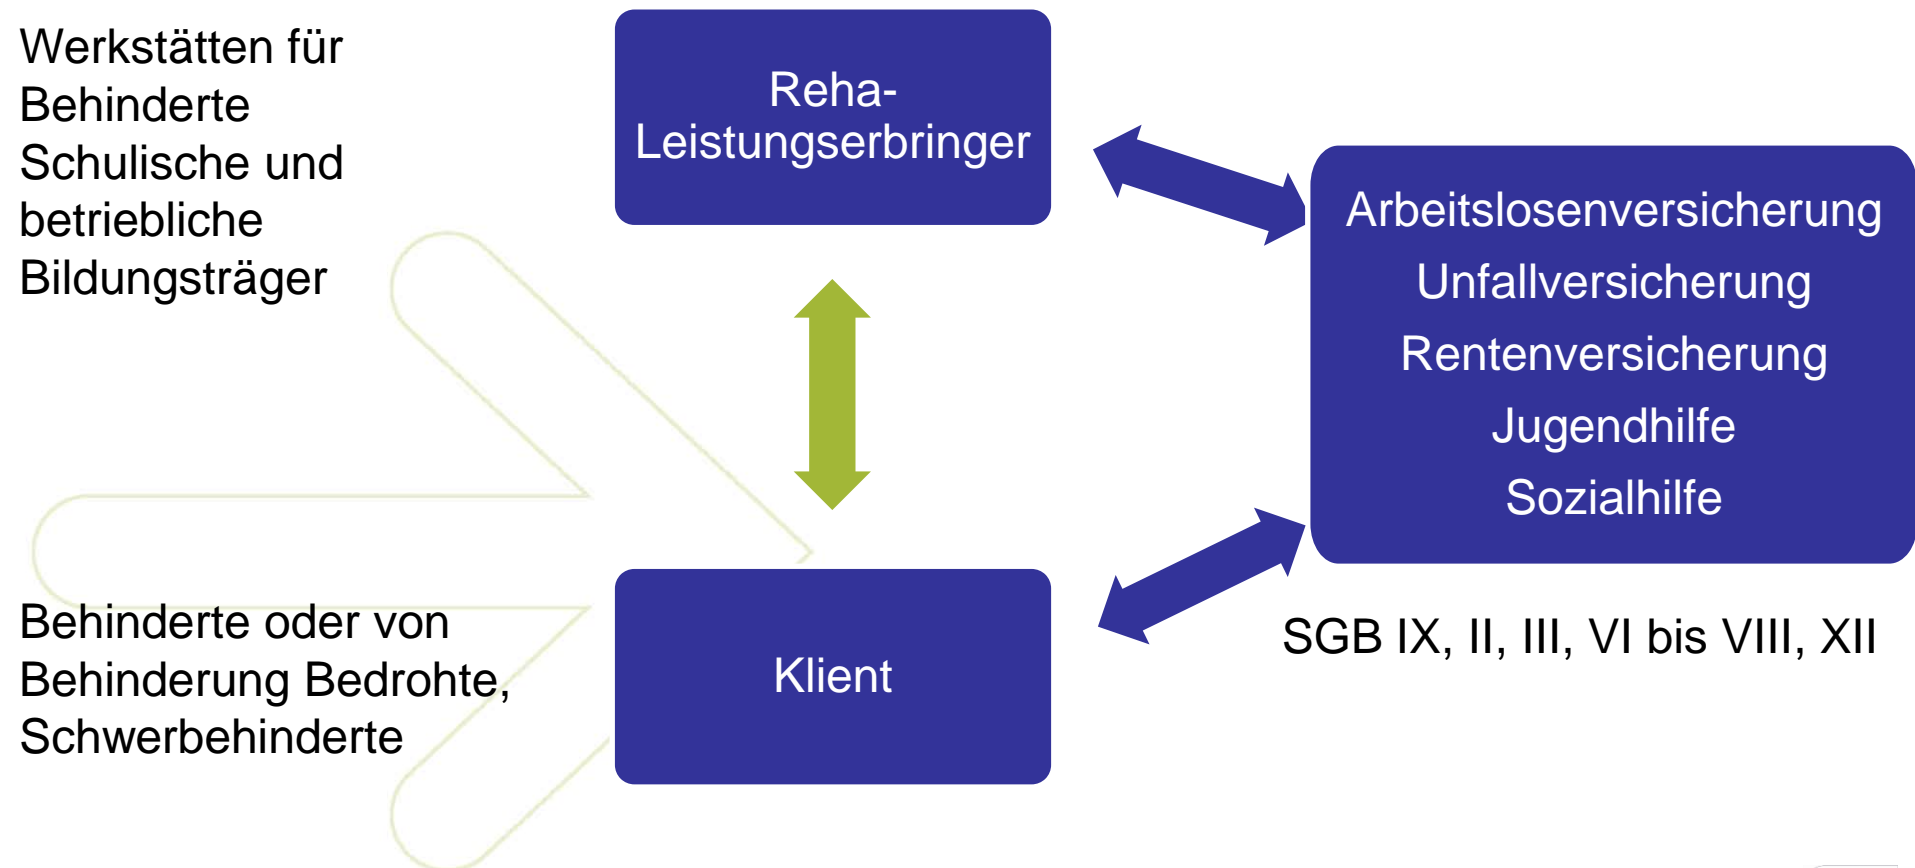 Werkstätten für
Behinderte
Schulische und
betriebliche
Bildungsträger
Reha-
Leistungserbringer
Arbeitslosenversicherung
Unfallversicherung
Rentenversicherung
Jugendhilfe
Sozialhilfe
Behinderte oder von
Behinderung Bedrohte,
Schwerbehinderte
Klient
SGB IX, II, III, VI bis VIII, XII